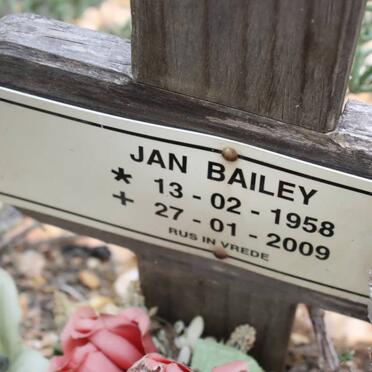 JAN BAILEY
* 13 - 02 - 1958
+ 27 - 01 - 2009
RUS IN VREDE